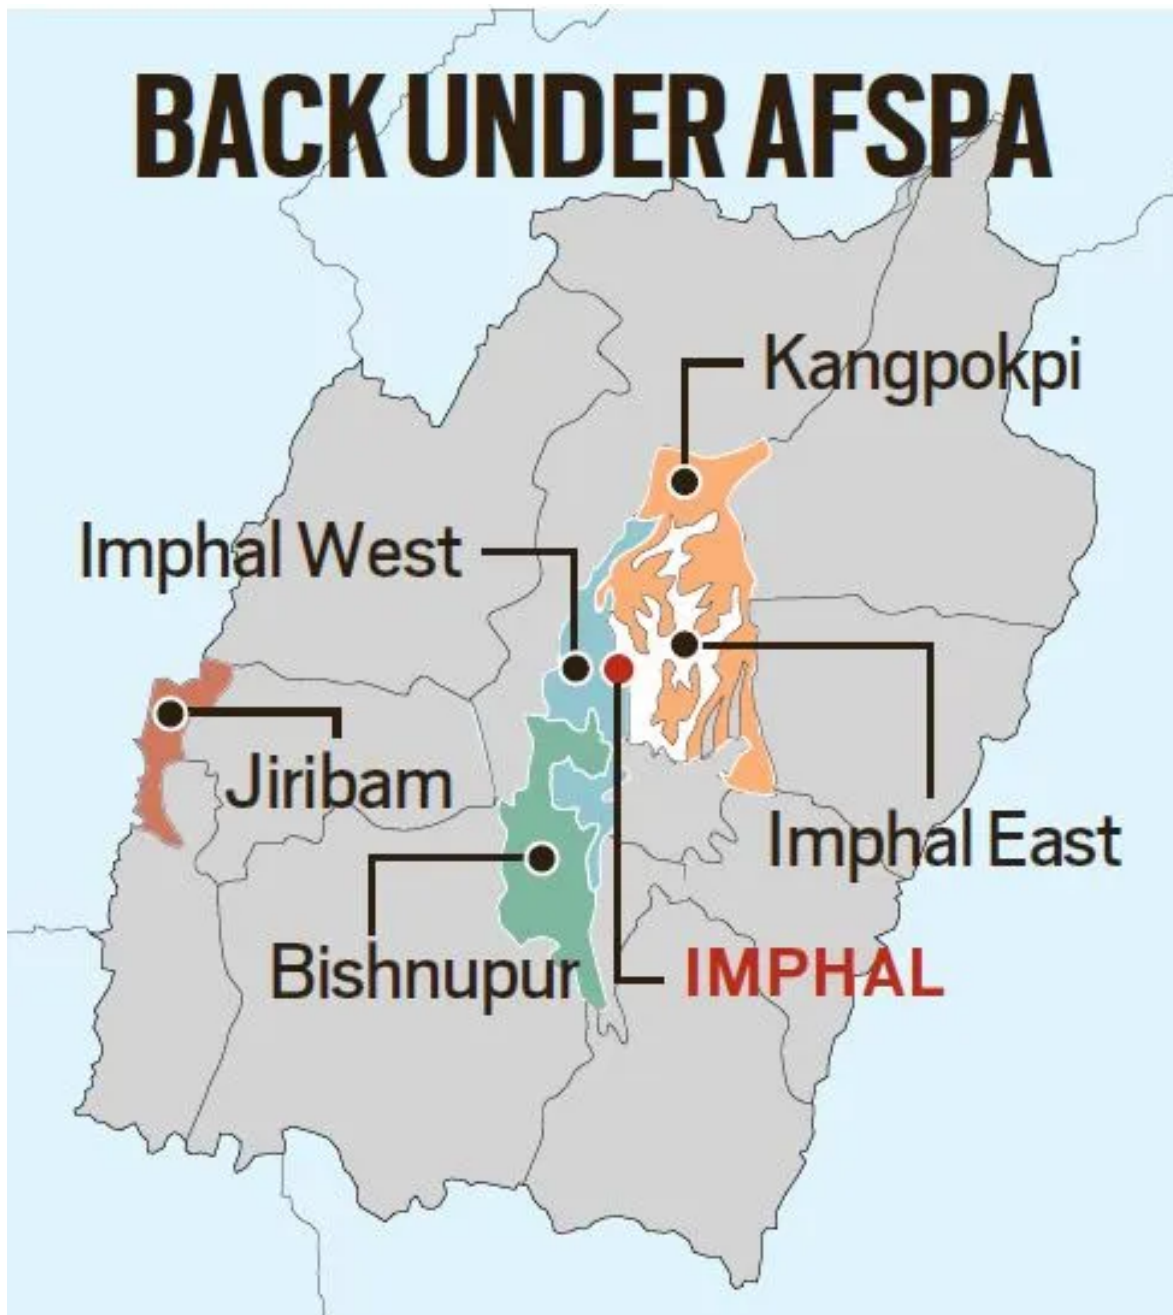 BACK UNDER AFSPA
Kangpokpi
Imphal West
Jiribam
Imphal East
Bishnupur
IMPHAL